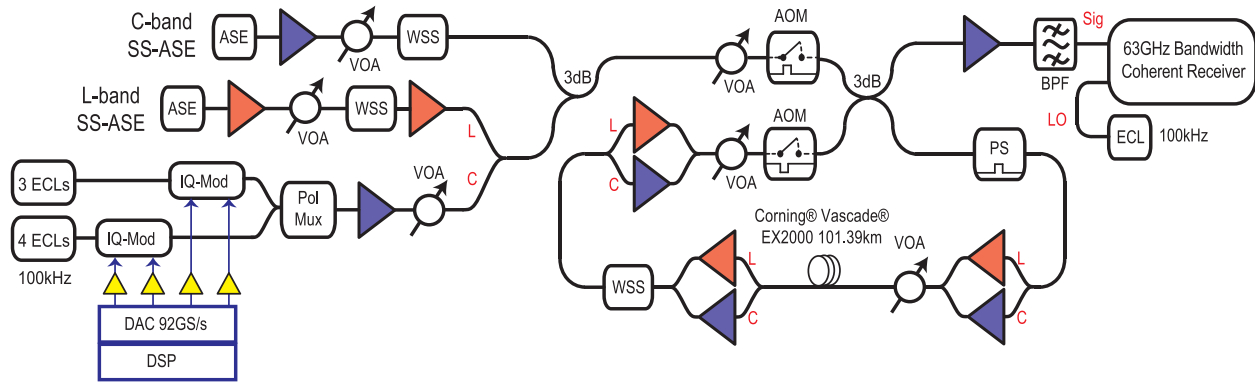 C-band
SS-ASE
ASE
VOA
WSS
L-band
SS-ASE
ASE
VOA
WSS
L
C
3dB
3 ECLs
IQ-Mod
4 ECLs
IQ-Mod
100kHz
Pol
Mux
VOA
DAC 92GS/s
DSP
VOA
AOM
3dB
L
C
VOA
AOM
BPF
Sig
63GHz Bandwidth
Coherent Receiver
LO
ECL
100kHz
PS
WSS
L
C
Corning® Vascade®
EX2000 101.39km
VOA
L
C